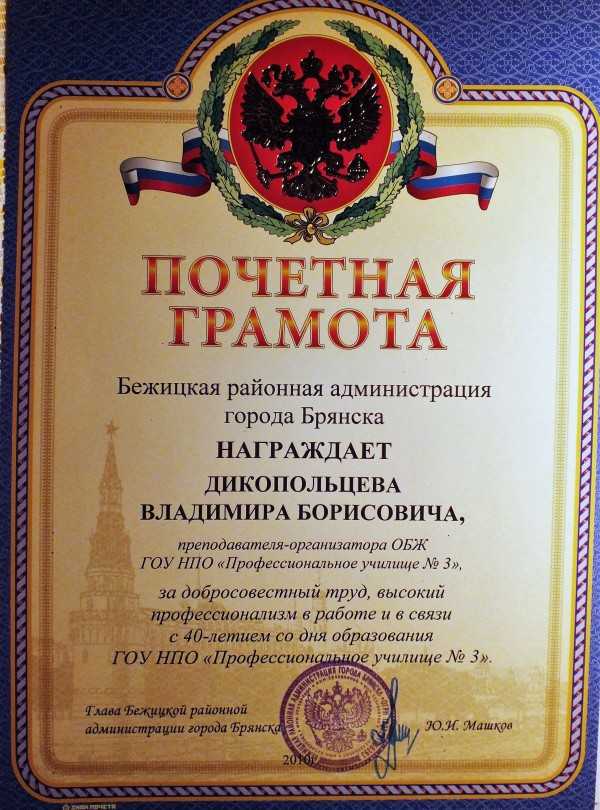 ПОЧЕТНАЯ
ГРАМОТА
Бежицкая районная администрация
города Брянска
НАГРАЖДАЕТ
ДИКОПОЛЬЦЕВА
ВЛАДИМИРА БОРИСОВИЧА,
преподавателя-организатора ОБЖ
ГОУ НПО «Профессиональное училище № 3»,
за добросовестный труд, высокий
профессионализм в работе и в связи
с 40-летием со дня образования
ГОУ НПО «Профессиональное училище № 3».
Глава Бежицкой районной
администрации города Брянска
Ю.И. Машков
2010г.
ЗНАК ПОЧЕТА